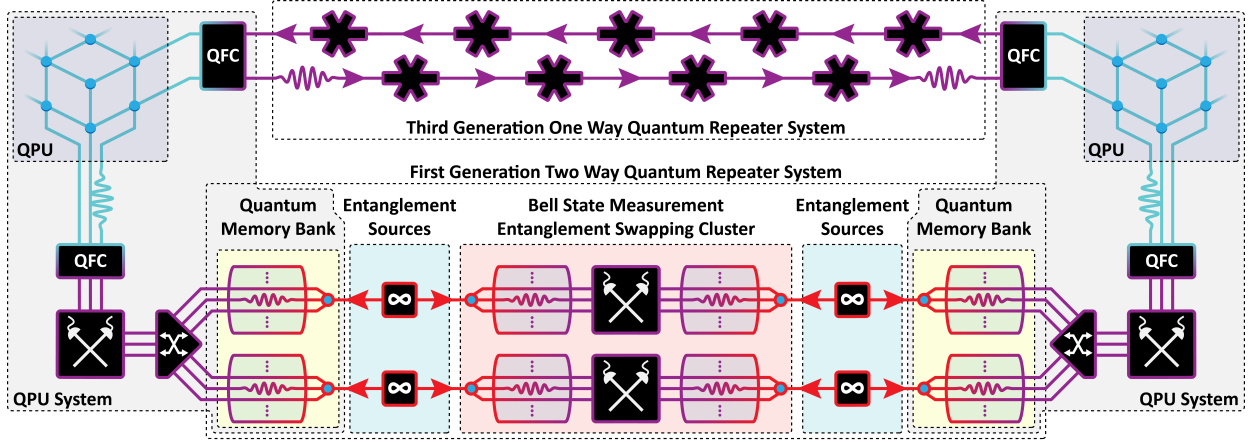 QFC
QFC
Third Generation One Way Quantum Repeater System
QPU
QPU
First Generation Two Way Quantum Repeater System
Quantum
Memory Bank
Entanglement
Sources
Bell State Measurement
Entanglement Swapping Cluster
Entanglement
Sources
Quantum
Memory Bank
QFC
QFC
∞
∞
∞
∞
QPU System
QPU System